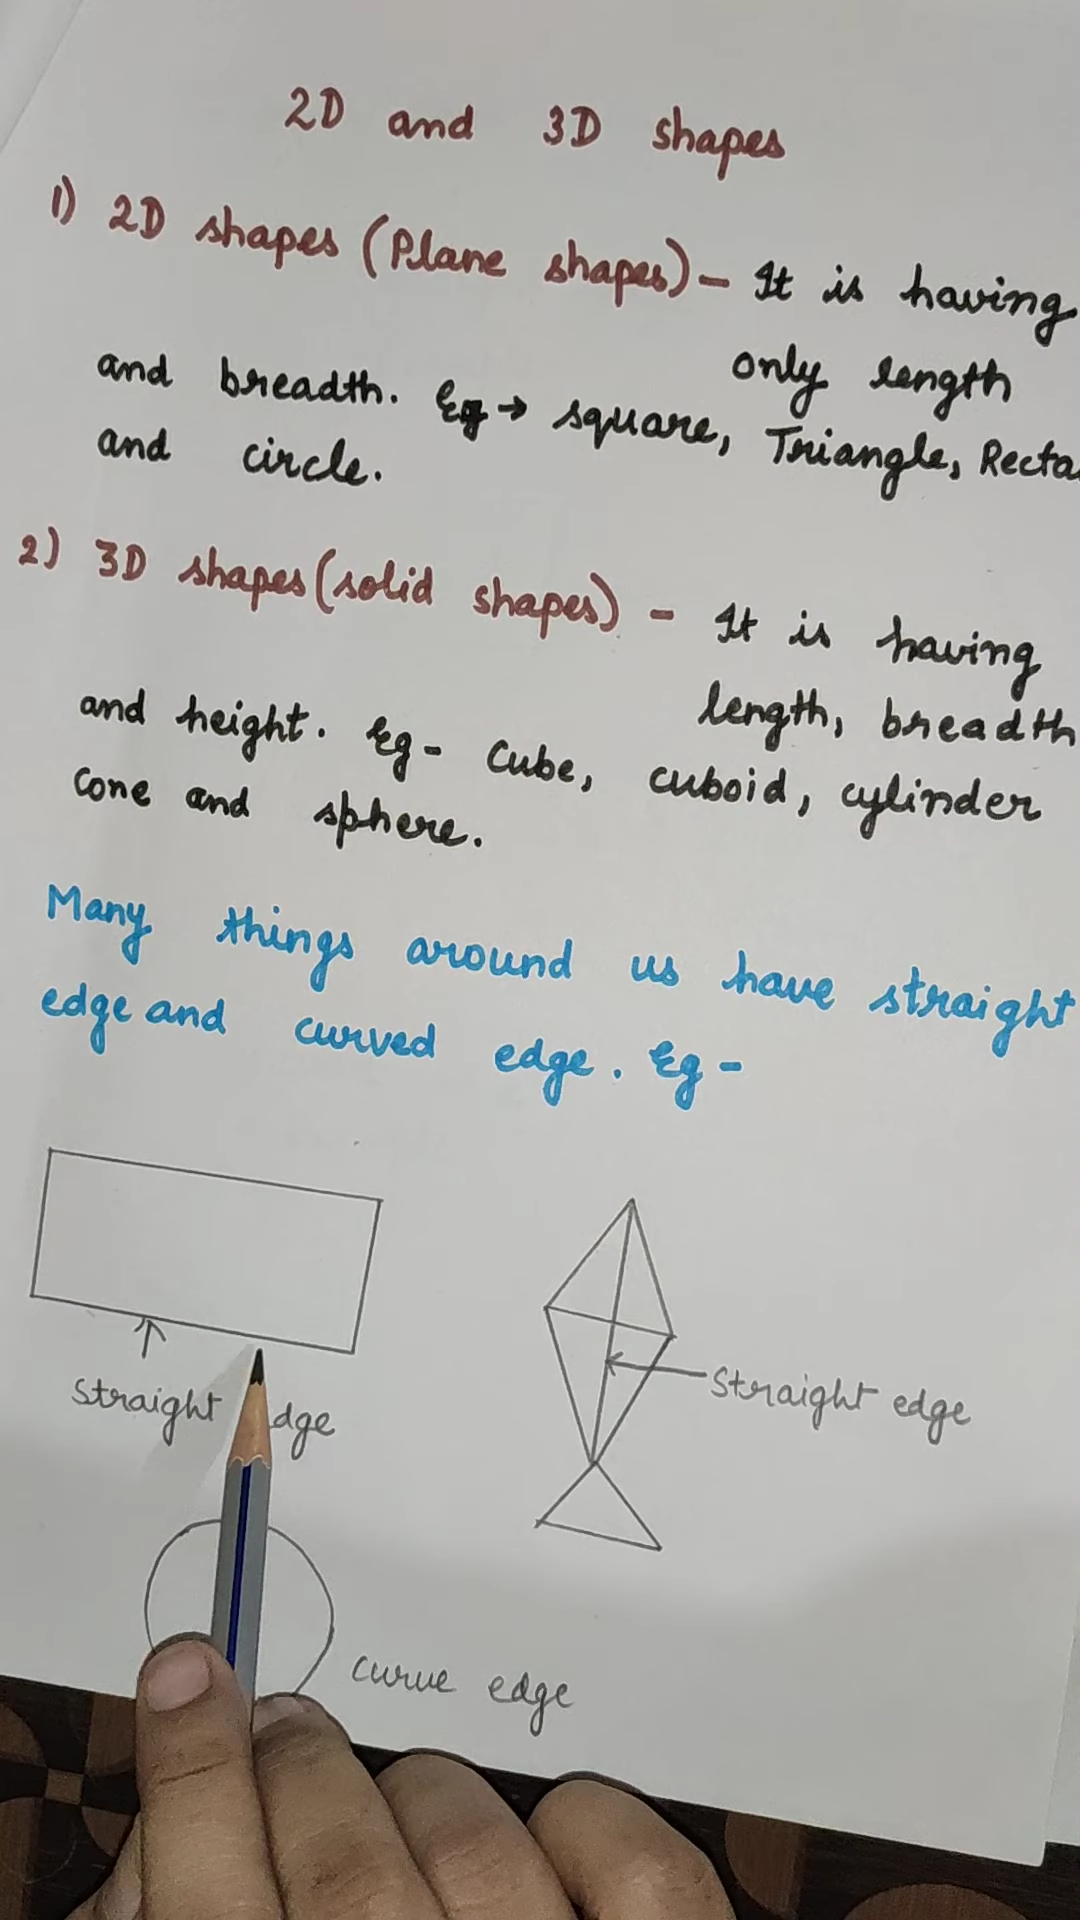 2D and 3D shapes
1) 2D shapes (Plane shapes) - It is having
only length
and breadth. Eg → square, Triangle, Recta
and circle.
2) 3D shapes (solid shapes) - It is having
length, breadth
and height. Eg - Cube, cuboid, cylinder
cone and sphere.
Many things around us have straight
edge and curved edge. Eg -
straight dge
straight edge
curve edge